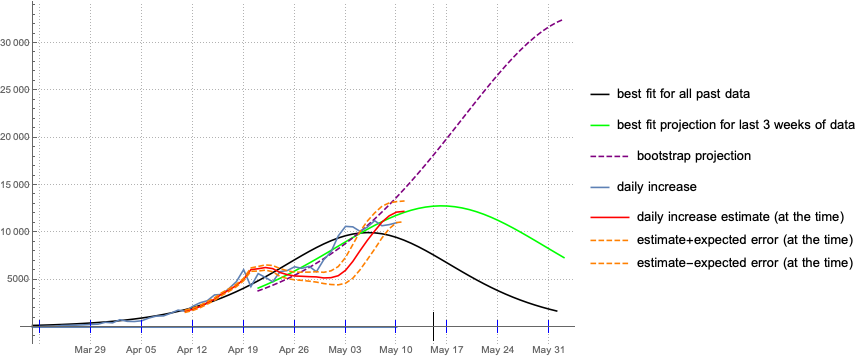 30 000
25 000
20 000
15 000
10 000
5000
Mar 29 Apr 05 Apr 12 Apr 19 Apr 26 May 03 May 10 May 17 May 24 May 31
best fit for all past data
best fit projection for last 3 weeks of data
bootstrap projection
daily increase
daily increase estimate (at the time)
estimate+expected error (at the time)
estimate−expected error (at the time)